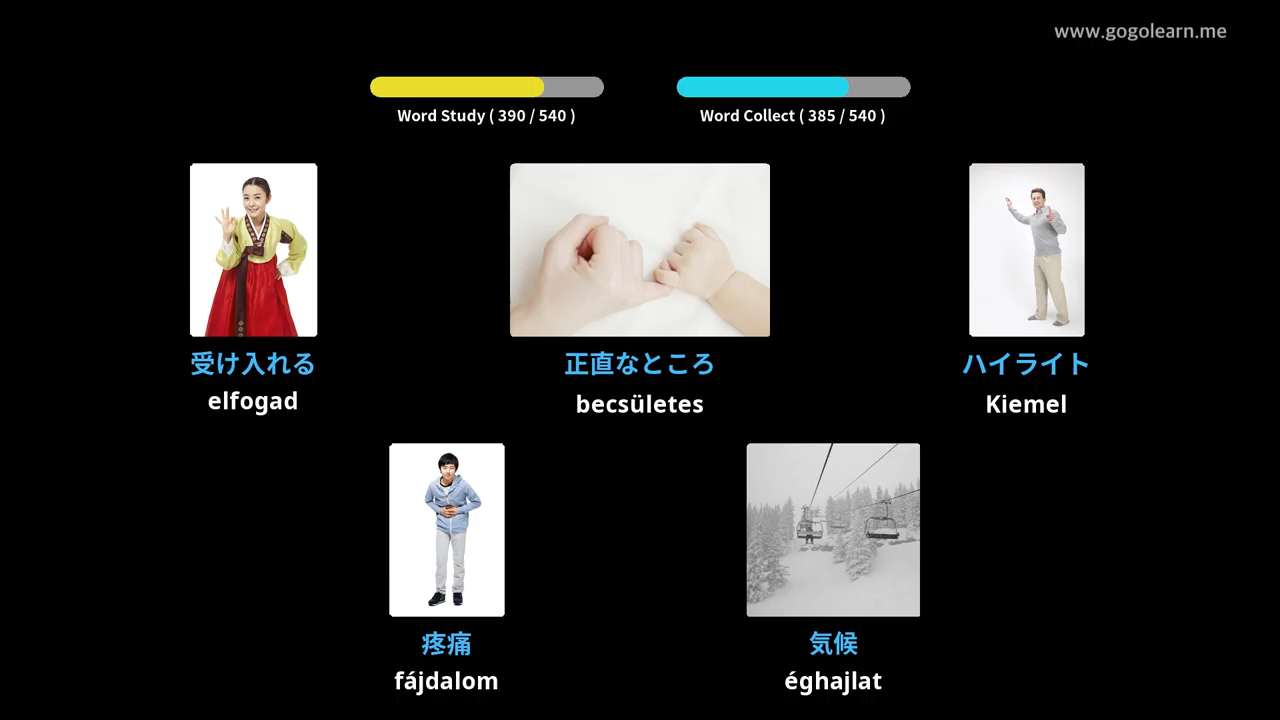 www.gogolearn.me
Word Study ( 390 / 540 )
Word Collect ( 385 / 540 )
受け入れる
elfogad
正直なところ
becsületes
ハイライト
Kiemel
疼痛
fájdalom
気候
éghajlat